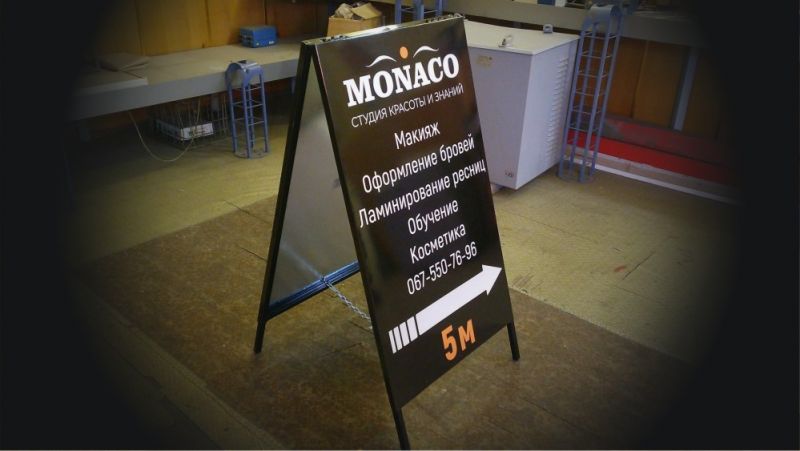 MONACO
СТУДИЯ КРАСОТЫ И ЗНАНИЙ
Макияж
Оформление бровей
Ламинирование ресниц
Обучение
Косметика
067-550-76-96
5м